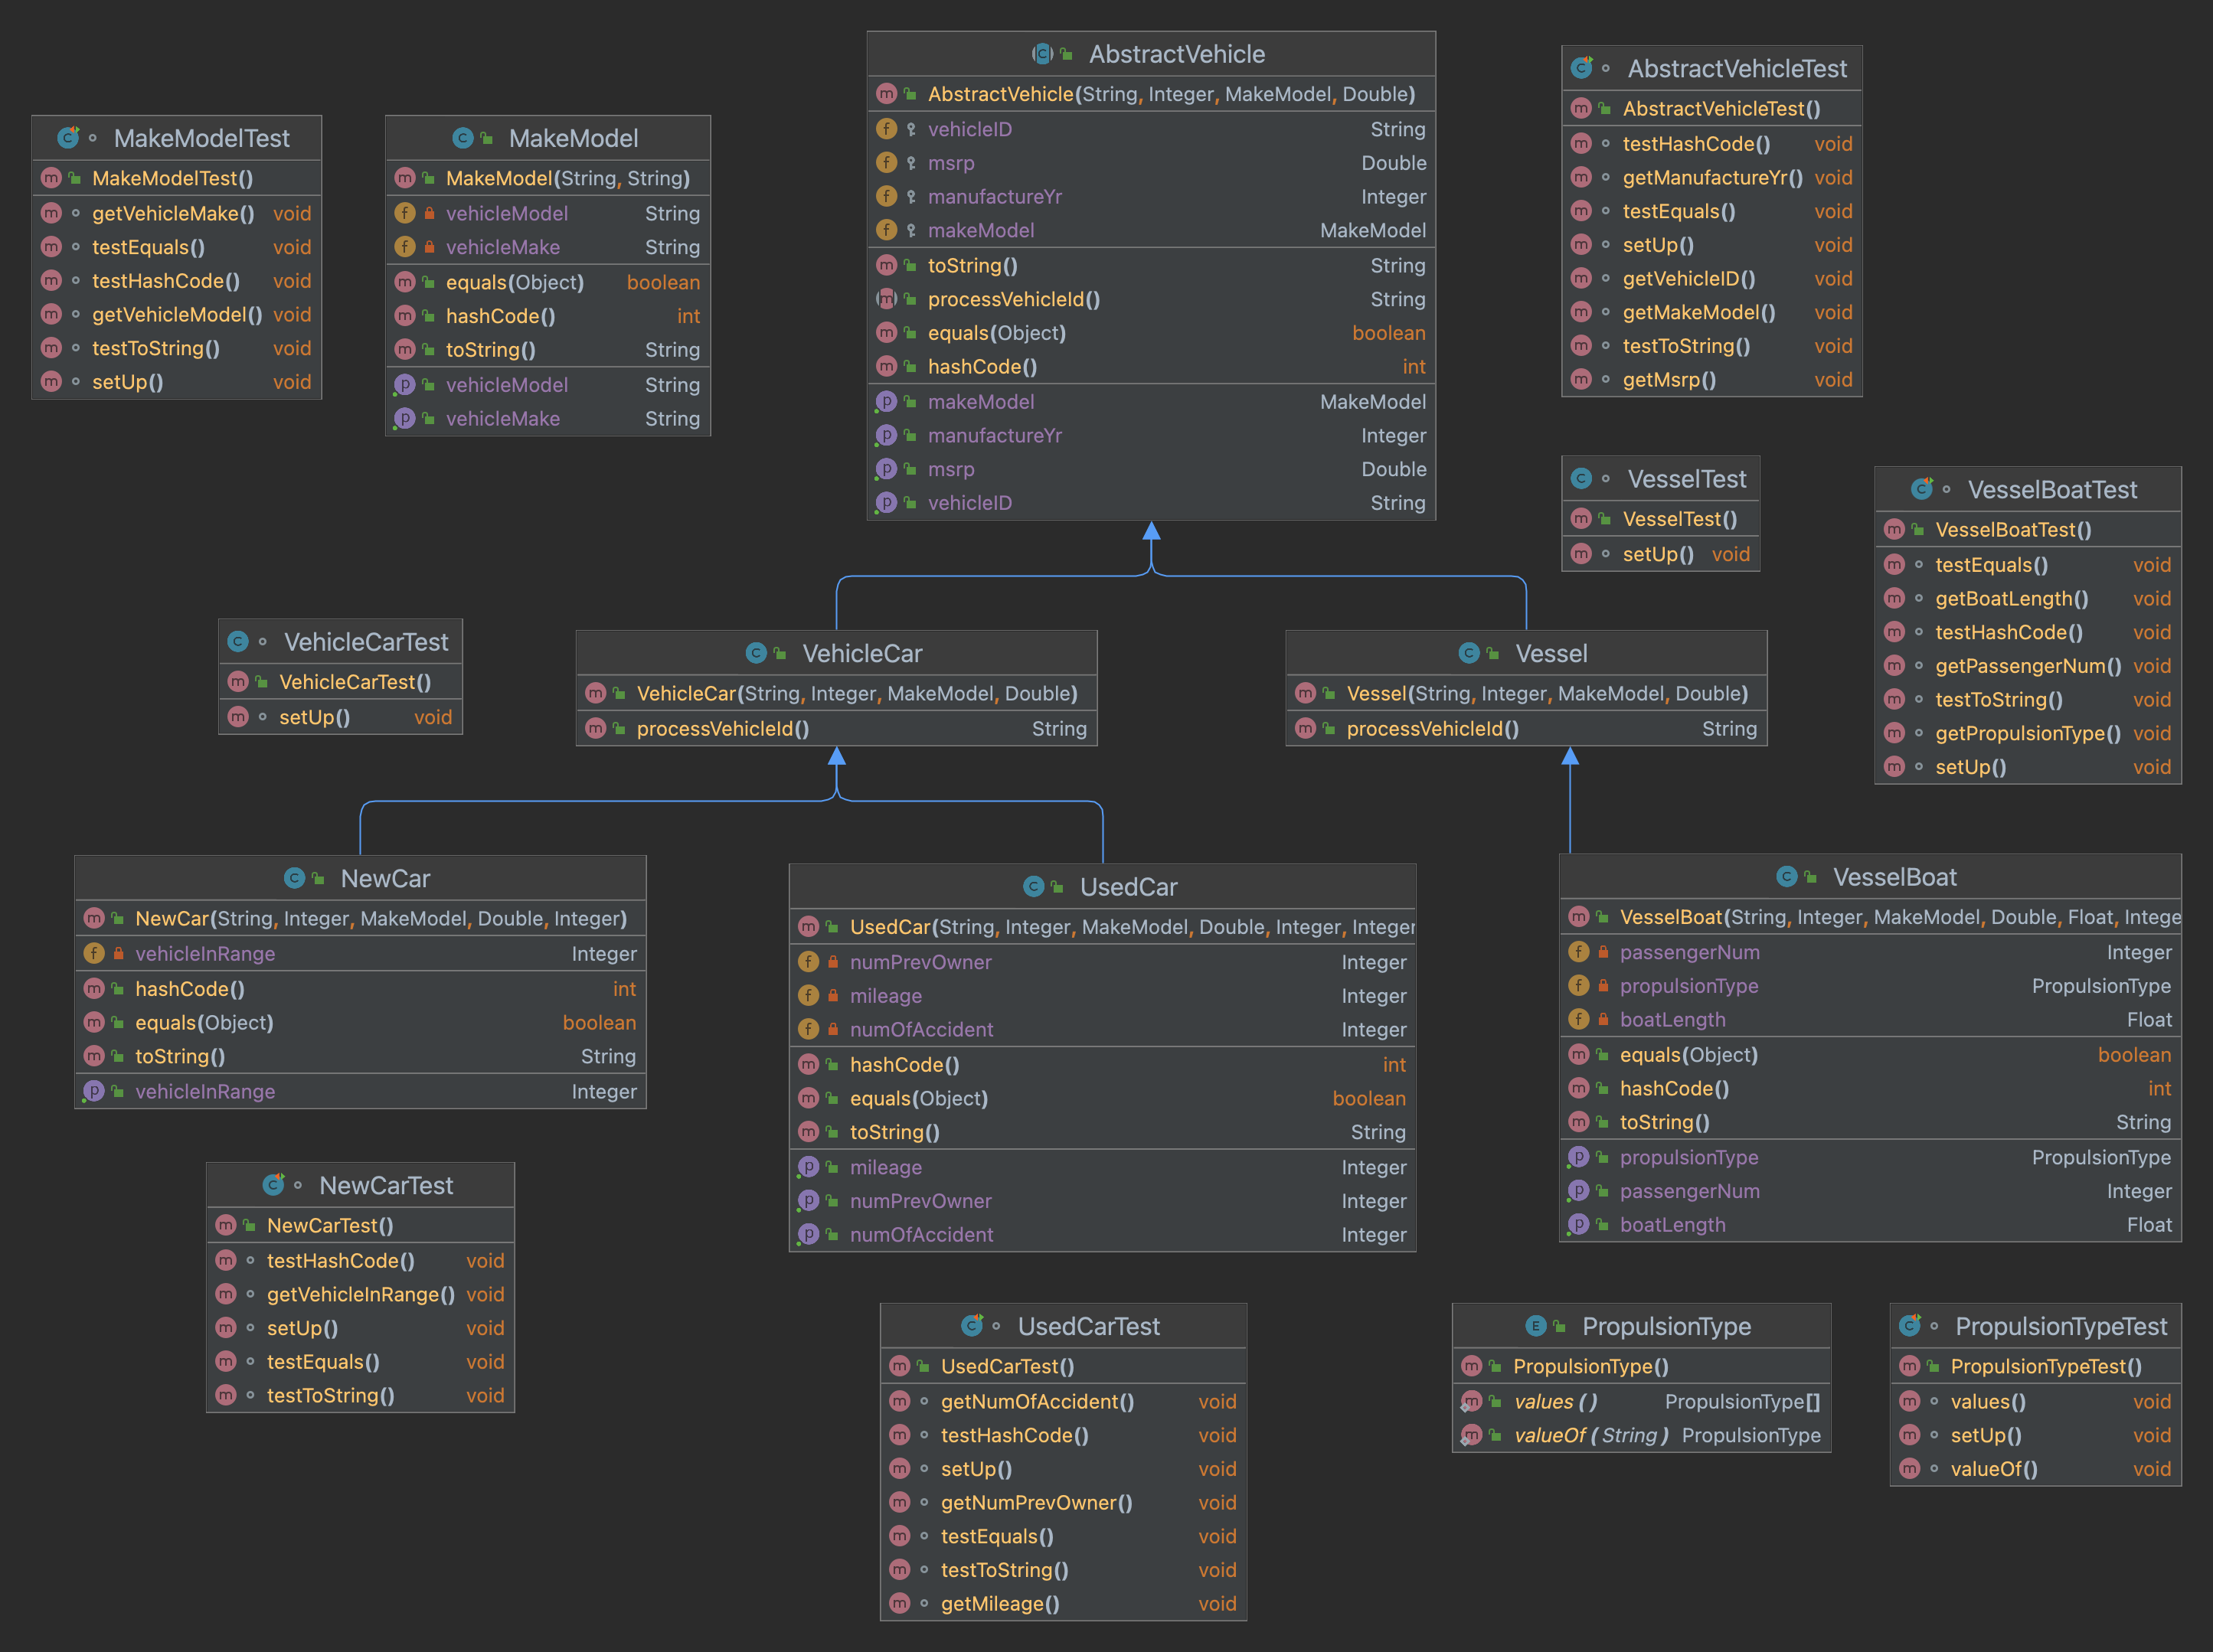 MakeModelTest
MakeModelTest()
getVehicleMake() void
testEquals() void
testHashCode() void
getVehicleModel() void
testToString() void
setUp() void
MakeModel
MakeModel(String, String)
vehicleModel String
vehicleMake String
equals(Object) boolean
hashCode() int
toString() String
vehicleModel String
vehicleMake String
AbstractVehicle
AbstractVehicle(String, Integer, MakeModel, Double)
vehicleID String
msrp Double
manufactureYr Integer
makeModel MakeModel
toString() String
processVehicleId() String
equals(Object) boolean
hashCode() int
makeModel MakeModel
manufactureYr Integer
msrp Double
vehicleID String
AbstractVehicleTest
AbstractVehicleTest()
testHashCode() void
getManufactureYr() void
testEquals() void
setUp() void
getVehicleID() void
getMakeModel() void
testToString() void
getMsrp() void
VesselTest
VesselTest()
setUp() void
VesselBoatTest
VesselBoatTest()
testEquals() void
getBoatLength() void
testHashCode() void
getPassengerNum() void
testToString() void
getPropulsionType() void
setUp() void
VehicleCarTest
VehicleCarTest()
setUp() void
VehicleCar
VehicleCar(String, Integer, MakeModel, Double)
processVehicleId() String
Vessel
Vessel(String, Integer, MakeModel, Double)
processVehicleId() String
NewCar
NewCar(String, Integer, MakeModel, Double, Integer)
vehicleInRange Integer
hashCode() int
equals(Object) boolean
toString() String
vehicleInRange Integer
UsedCar
UsedCar(String, Integer, MakeModel, Double, Integer, Integer
numPrevOwner Integer
mileage Integer
numOfAccident Integer
hashCode() int
equals(Object) boolean
toString() String
mileage Integer
numPrevOwner Integer
numOfAccident Integer
VesselBoat
VesselBoat(String, Integer, MakeModel, Double, Float, Intege
passengerNum Integer
propulsionType PropulsionType
boatLength Float
equals(Object) boolean
hashCode() int
toString() String
propulsionType PropulsionType
passengerNum Integer
boatLength Float
NewCarTest
NewCarTest()
testHashCode() void
getVehicleInRange() void
setUp() void
testEquals() void
testToString() void
UsedCarTest
UsedCarTest()
getNumOfAccident() void
testHashCode() void
setUp() void
getNumPrevOwner() void
testEquals() void
testToString() void
getMileage() void
PropulsionType
PropulsionType()
values() PropulsionType[]
valueOf(String) PropulsionType
PropulsionTypeTest
PropulsionTypeTest()
values() void
setUp() void
valueOf() void